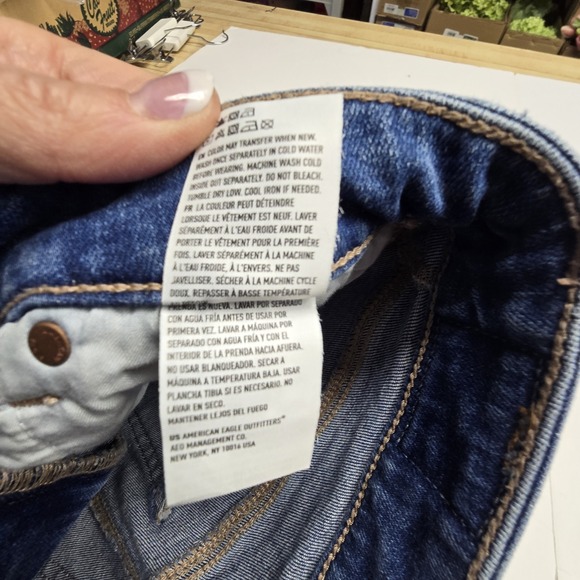 EN COLOR MAY TRANSFER WHEN NEW.
WASH ONCE SEPARATELY IN COLD WATER
BEFORE WEARING. MACHINE WASH COLD
INSIDE OUT SEPARATELY. DO NOT BLEACH.
TUMBLE DRY LOW. COOL IRON IF NEEDED.
FR LA COULEUR PEUT DÉTEINDRE
LORSQUE LE VÊTEMENT EST NEUF. LAVER
SÉPARÉMENT À L'EAU FROIDE AVANT DE
PORTER LE VÊTEMENT POUR LA PREMIÈRE
FOIS. LAVER SÉPARÉMENT À LA MACHINE
À L'EAU FROIDE, À L'ENVERS. NE PAS
JAVELLISER. SÉCHER À LA MACHINE CYCLE
DOUX. REPASSER À BASSE TEMPÉRATURE
PRENDA ES NUEVA. LAVAR POR SEPARADO
CON AGUA FRÍA ANTES DE USAR POR
PRIMERA VEZ. LAVAR A MÁQUINA POR
SEPARADO CON AGUA FRÍA Y CON EL
INTERIOR DE LA PRENDA HACIA AFUERA.
NO USAR BLANQUEADOR. SECAR A
MÁQUINA A TEMPERATURA BAJA. USAR
PLANCHA TIBIA SI ES NECESARIO. NO
LAVAR EN SECO.
MANTENER LEJOS DEL FUEGO
US AMERICAN EAGLE OUTFITTERS®
AEO MANAGEMENT CO.
NEW YORK, NY 10016 USA